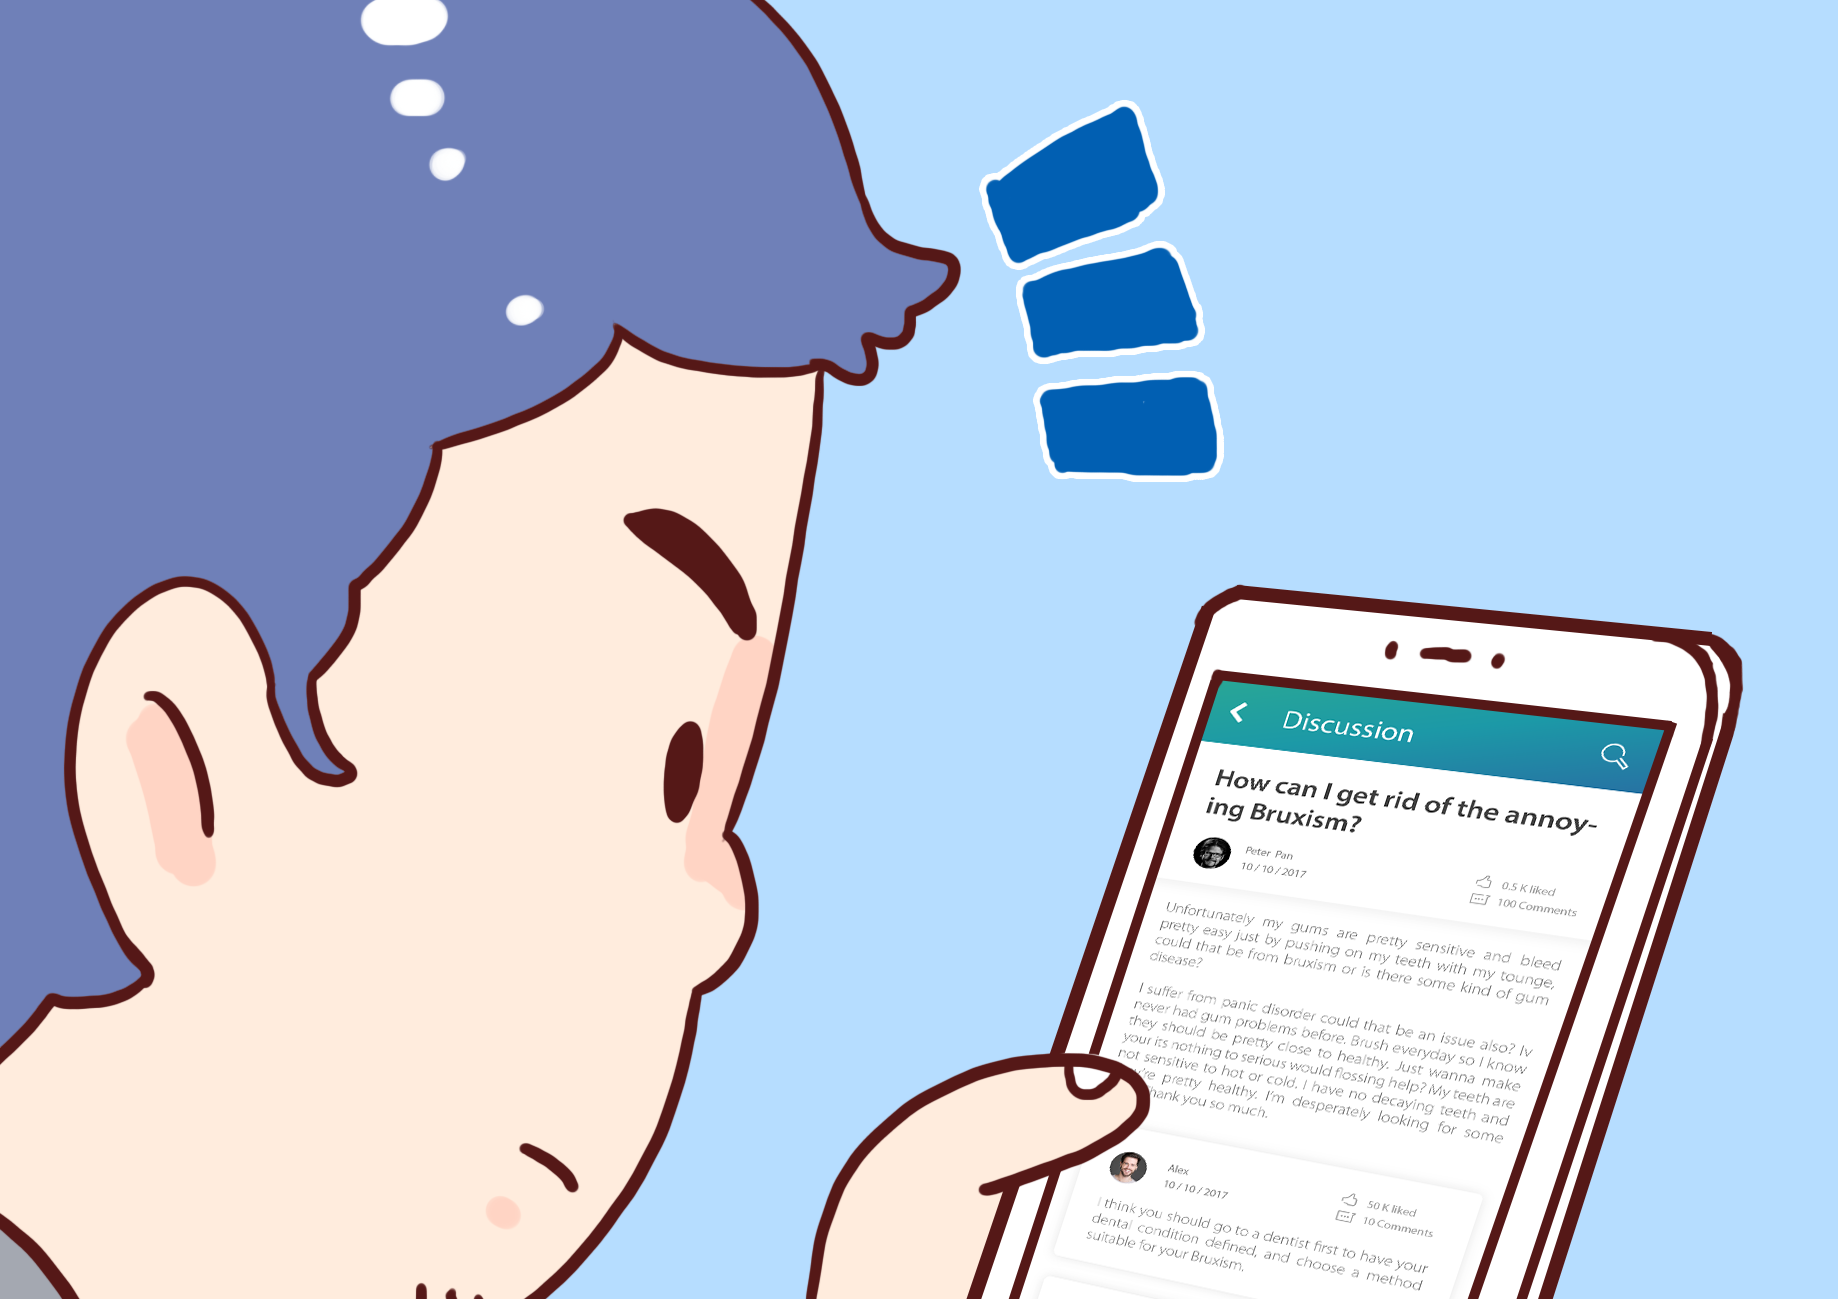 Discussion
How can I get rid of the annoy-
ing Bruxism?
Peter Pan
10/10/2017
0.5 K liked
100 Comments
Unfortunately my gums are pretty sensitive and bleed
pretty easy just by pushing on my teeth with my tounge,
could that be from bruxism or is there some kind of gum
disease?
I suffer from panic disorder could that be an issue also? Iv
never had gum problems before. Brush everyday so I know
they should be pretty close to healthy. Just wanna make
your its nothing to serious would flossing help? My teeth are
not sensitive to hot or cold. I have no decaying teeth and
're pretty healthy. I'm desperately looking for some
hank you so much.
Alex
10/10/2017
50 K liked
10 Comments
I think you should go to a dentist first to have your
dental condition defined, and choose a method
suitable for your Bruxism.